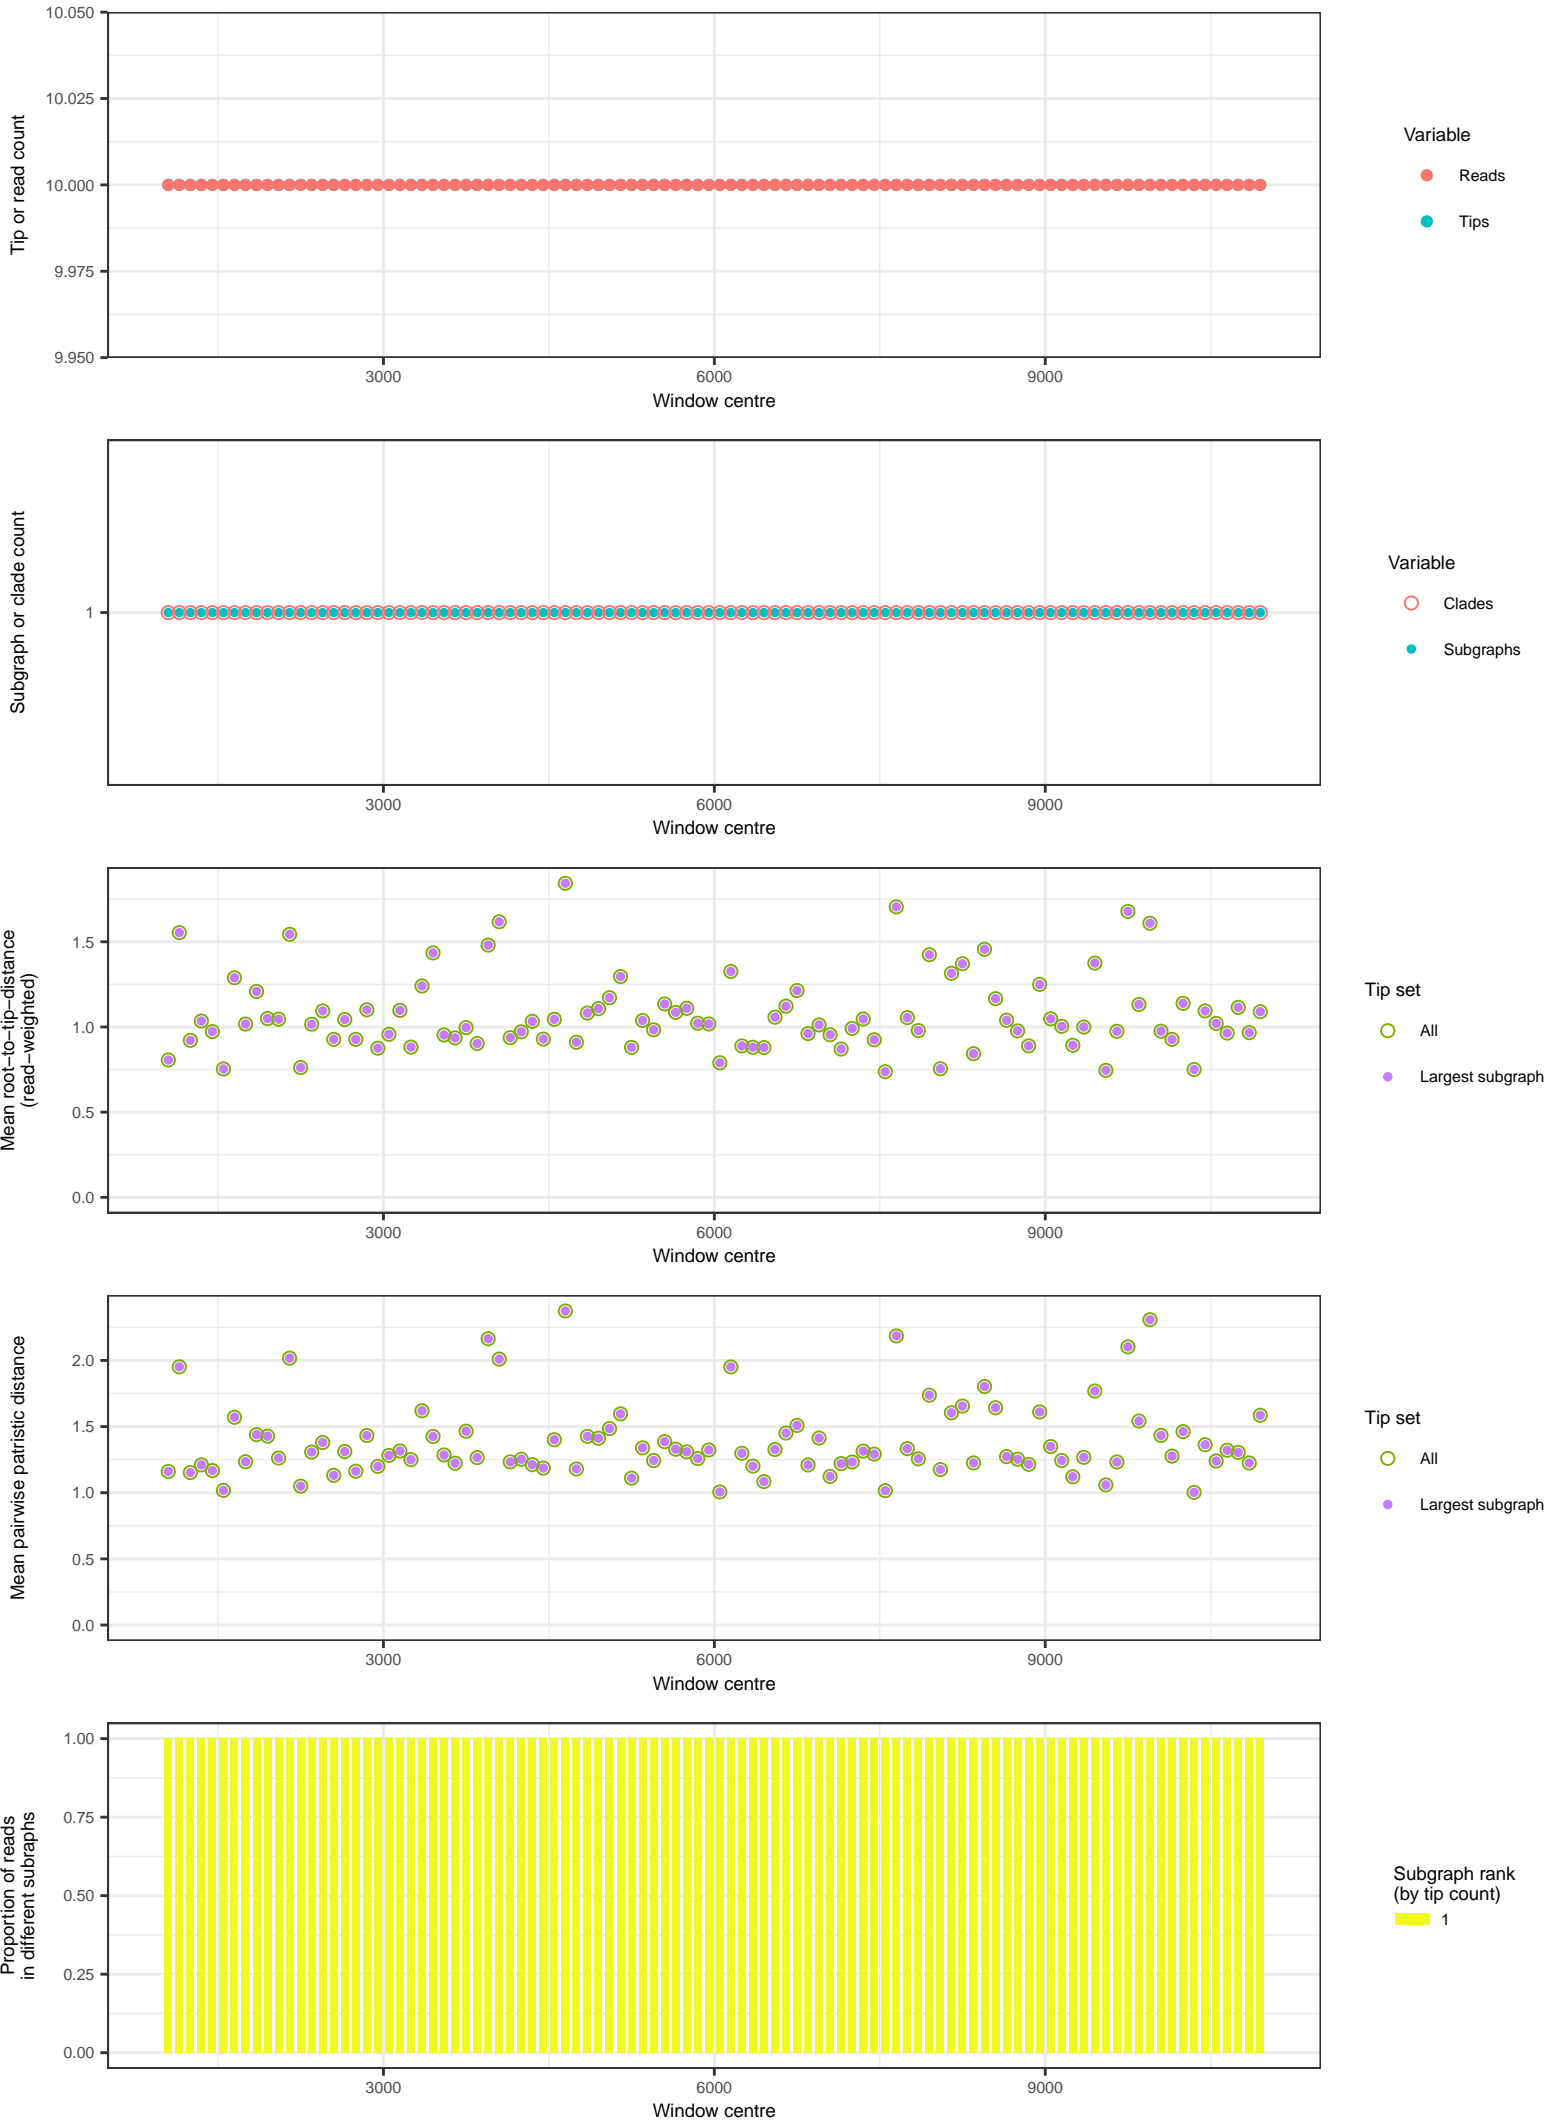 10.050
10.025
10.000
9.975
9.950
Tip or read count
3000
6000
9000
Window centre
Variable
Reads
Tips
1
Subgraph or clade count
3000
6000
9000
Window centre
Variable
Clades
Subgraphs
1.5
1.0
0.5
0.0
Mean root−to−tip−distance
(read−weighted)
3000
6000
9000
Window centre
Tip set
All
Largest subgraph
2.0
1.5
1.0
0.5
0.0
Mean pairwise patristic distance
3000
6000
9000
Window centre
Tip set
All
Largest subgraph
1.00
0.75
0.50
0.25
0.00
Proportion of reads
in different subraphs
3000
6000
9000
Window centre
Subgraph rank
(by tip count)
1